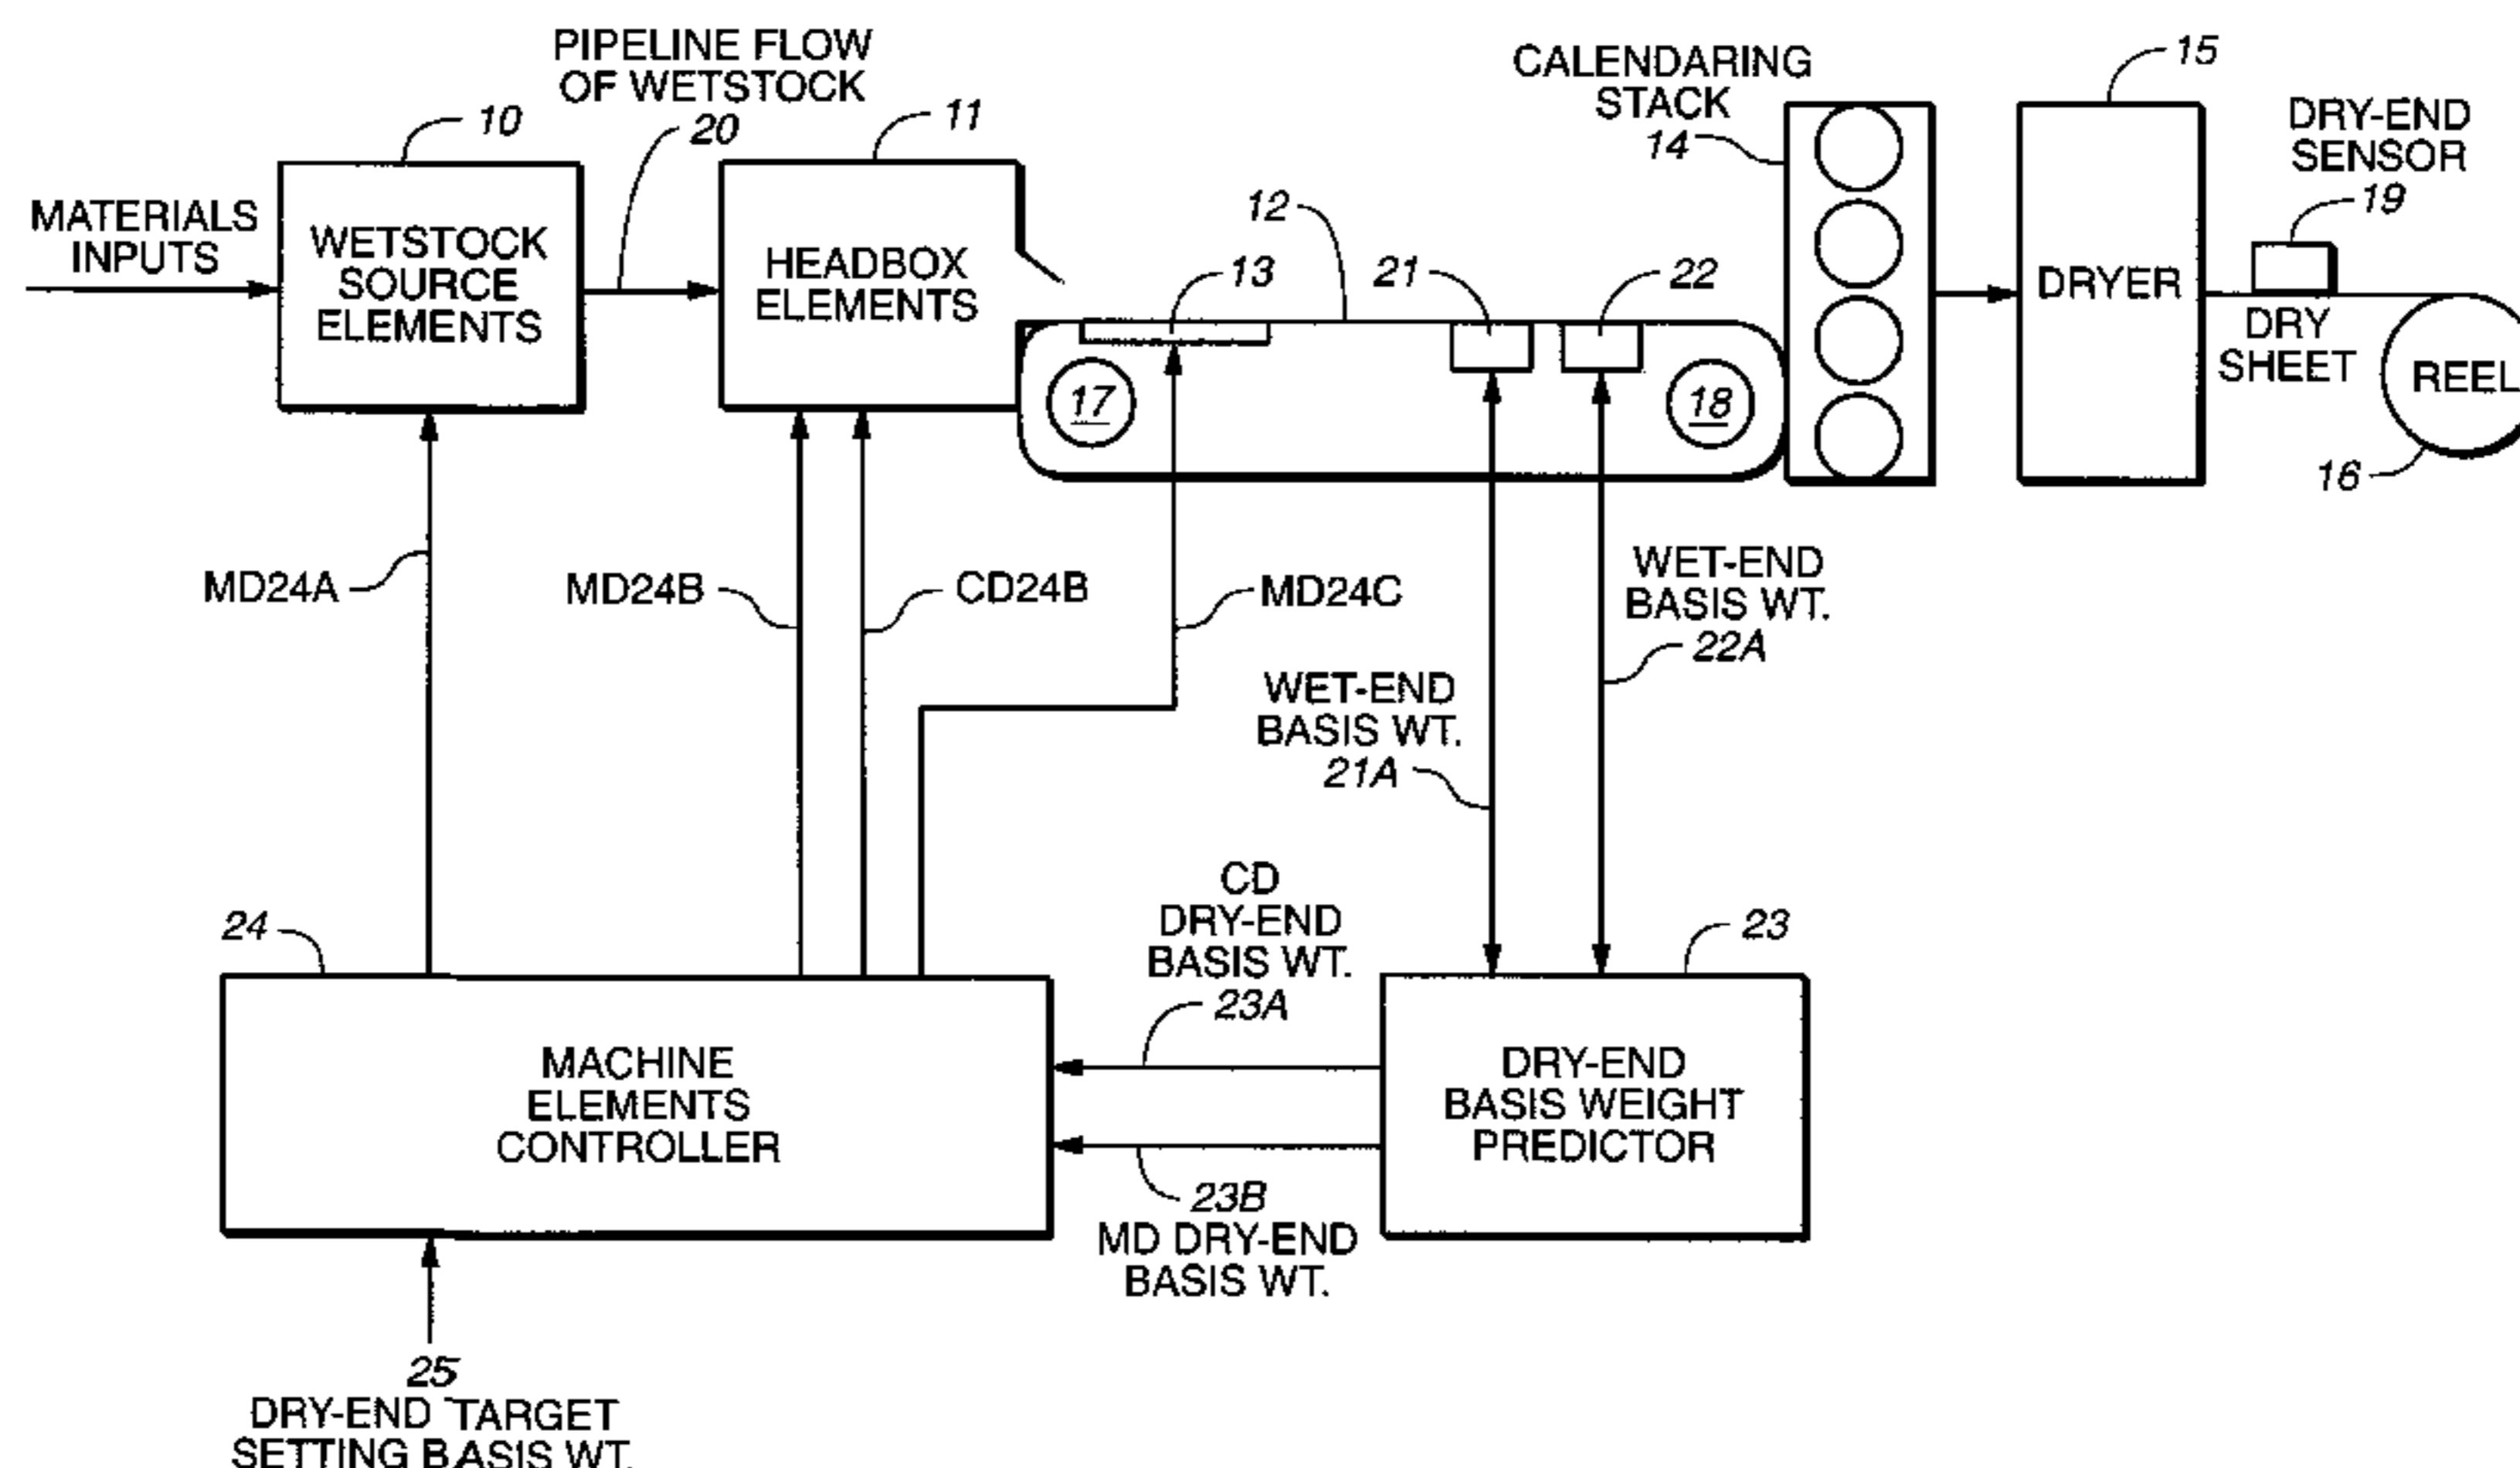 PIPELINE FLOW
OF WETSTOCK
20
10
11
CALENDARING
STACK
14
15
DRY-END
SENSOR
19
MATERIALS
INPUTS
WETSTOCK
SOURCE
ELEMENTS
HEADBOX
ELEMENTS
12
13
21
22
DRYER
DRY
SHEET
REEL
16
17
18
MD24A
MD24B
CD24B
MD24C
WET-END
BASIS WT.
22A
WET-END
BASIS WT.
21A
24
CD
DRY-END
BASIS WT.
23A
23
MACHINE
ELEMENTS
CONTROLLER
DRY-END
BASIS WEIGHT
PREDICTOR
23B
MD DRY-END
BASIS WT.
25
DRY-END TARGET
SETTING BASIS WT.